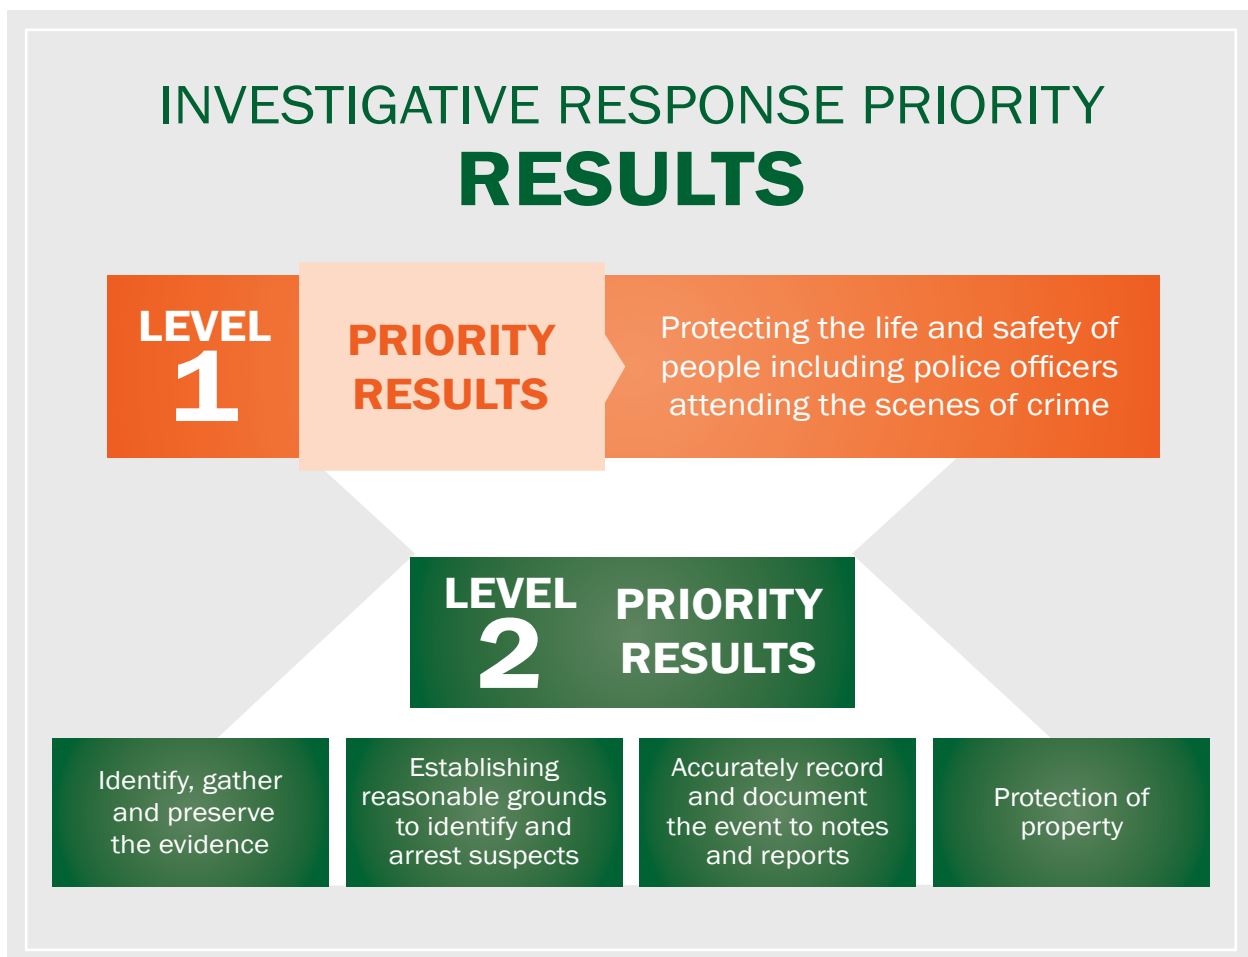 INVESTIGATIVE RESPONSE PRIORITY
RESULTS
LEVEL
1
PRIORITY
RESULTS
Protecting the life and safety of
people including police officers
attending the scenes of crime
LEVEL
2
PRIORITY
RESULTS
Identify, gather
and preserve
the evidence
Establishing
reasonable grounds
to identify and
arrest suspects
Accurately record
and document
the event to notes
and reports
Protection of
property